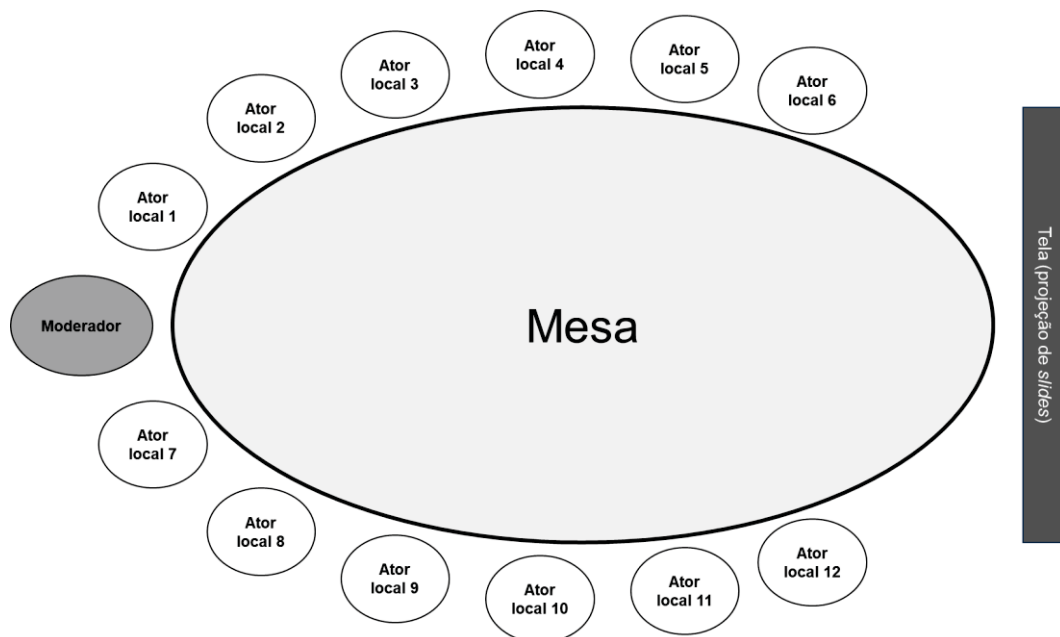 Ator
local 4
Ator
local 5
Ator
local 3
Ator
local 6
Ator
local 2
Ator
local 1
Moderador
Mesa
Tela (projeção de slides)
Ator
local 7
Ator
local 8
Ator
local 9
Ator
local 10
Ator
local 11
Ator
local 12